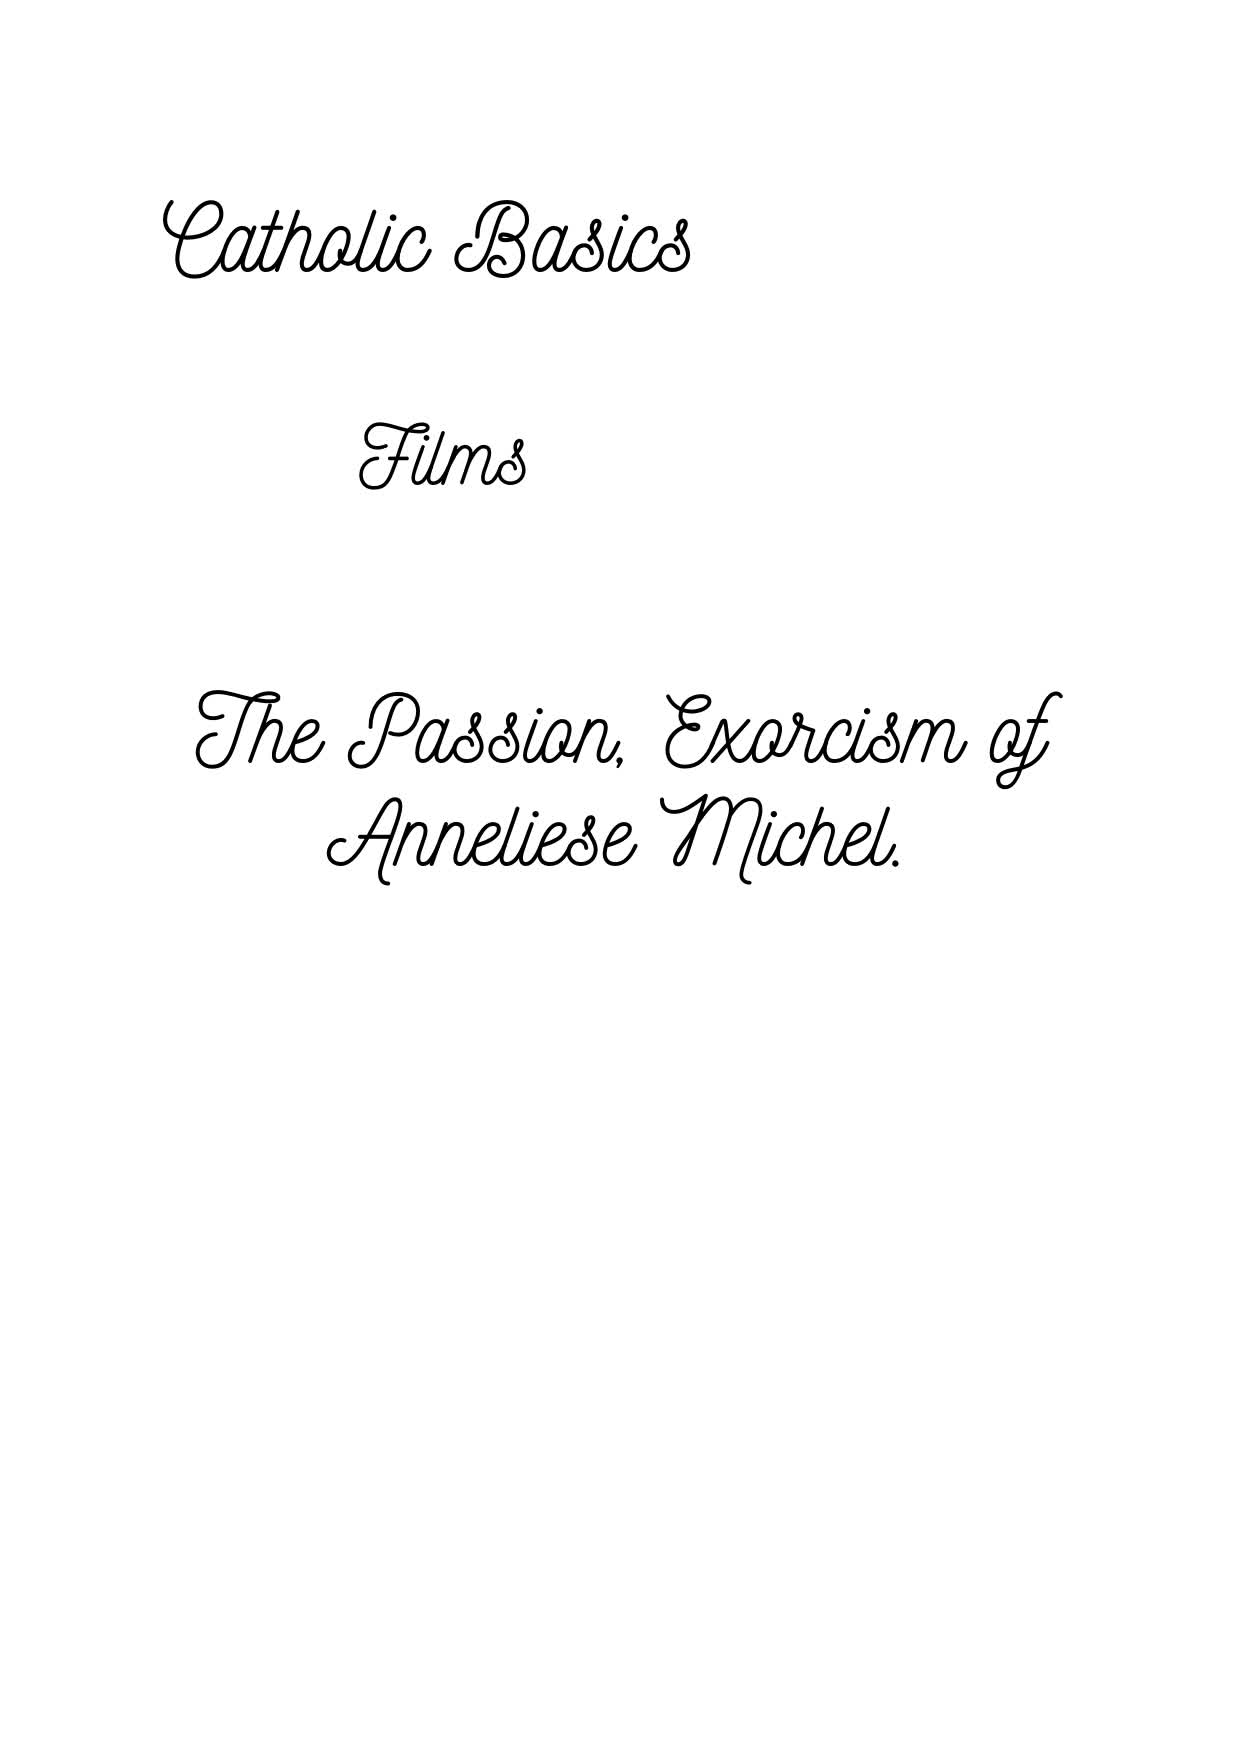 Catholic Basics
Films
The Passion, Exorcism of
Anneliese Michel.